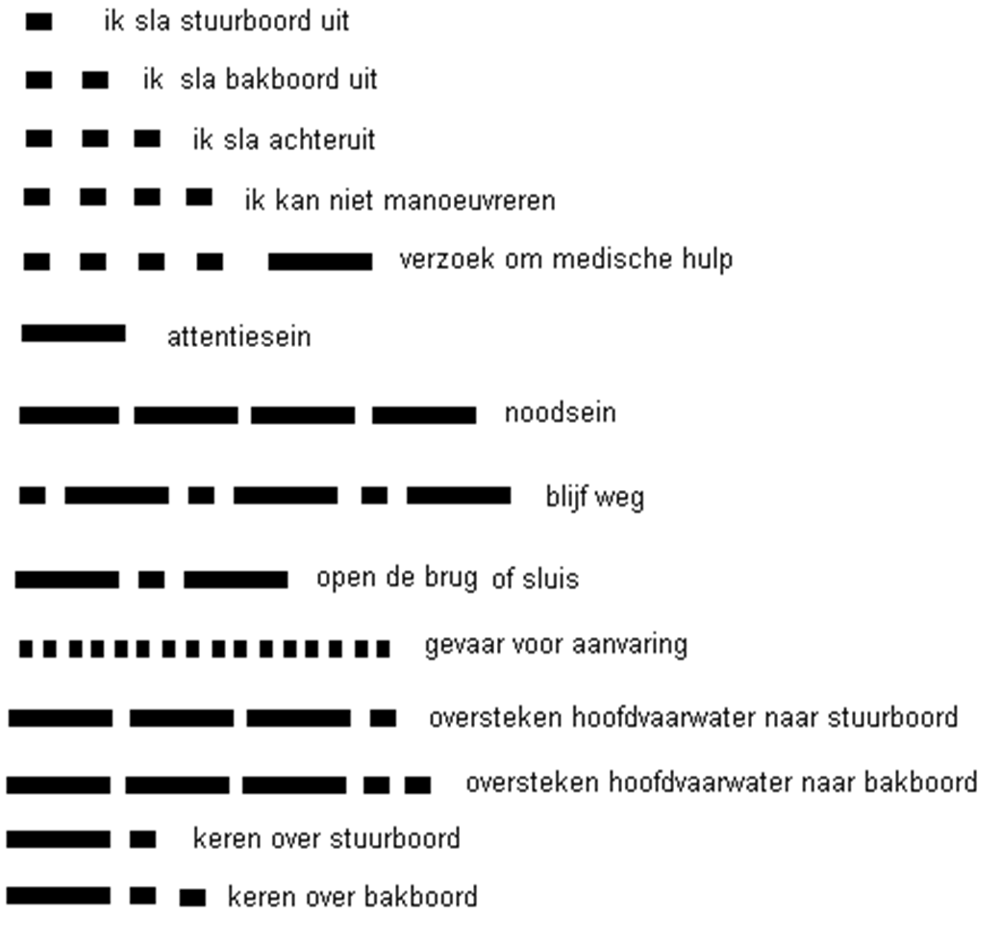 ik sla stuurboord uit
ik sla bakboord uit
ik sla achteruit
ik kan niet manoeuvreren
verzoek om medische hulp
attentiesein
noodsein
blijf weg
open de brug of sluis
gevaar voor aanvaring
oversteken hoofdvaarwater naar stuurboord
oversteken hoofdvaarwater naar bakboord
keren over stuurboord
keren over bakboord